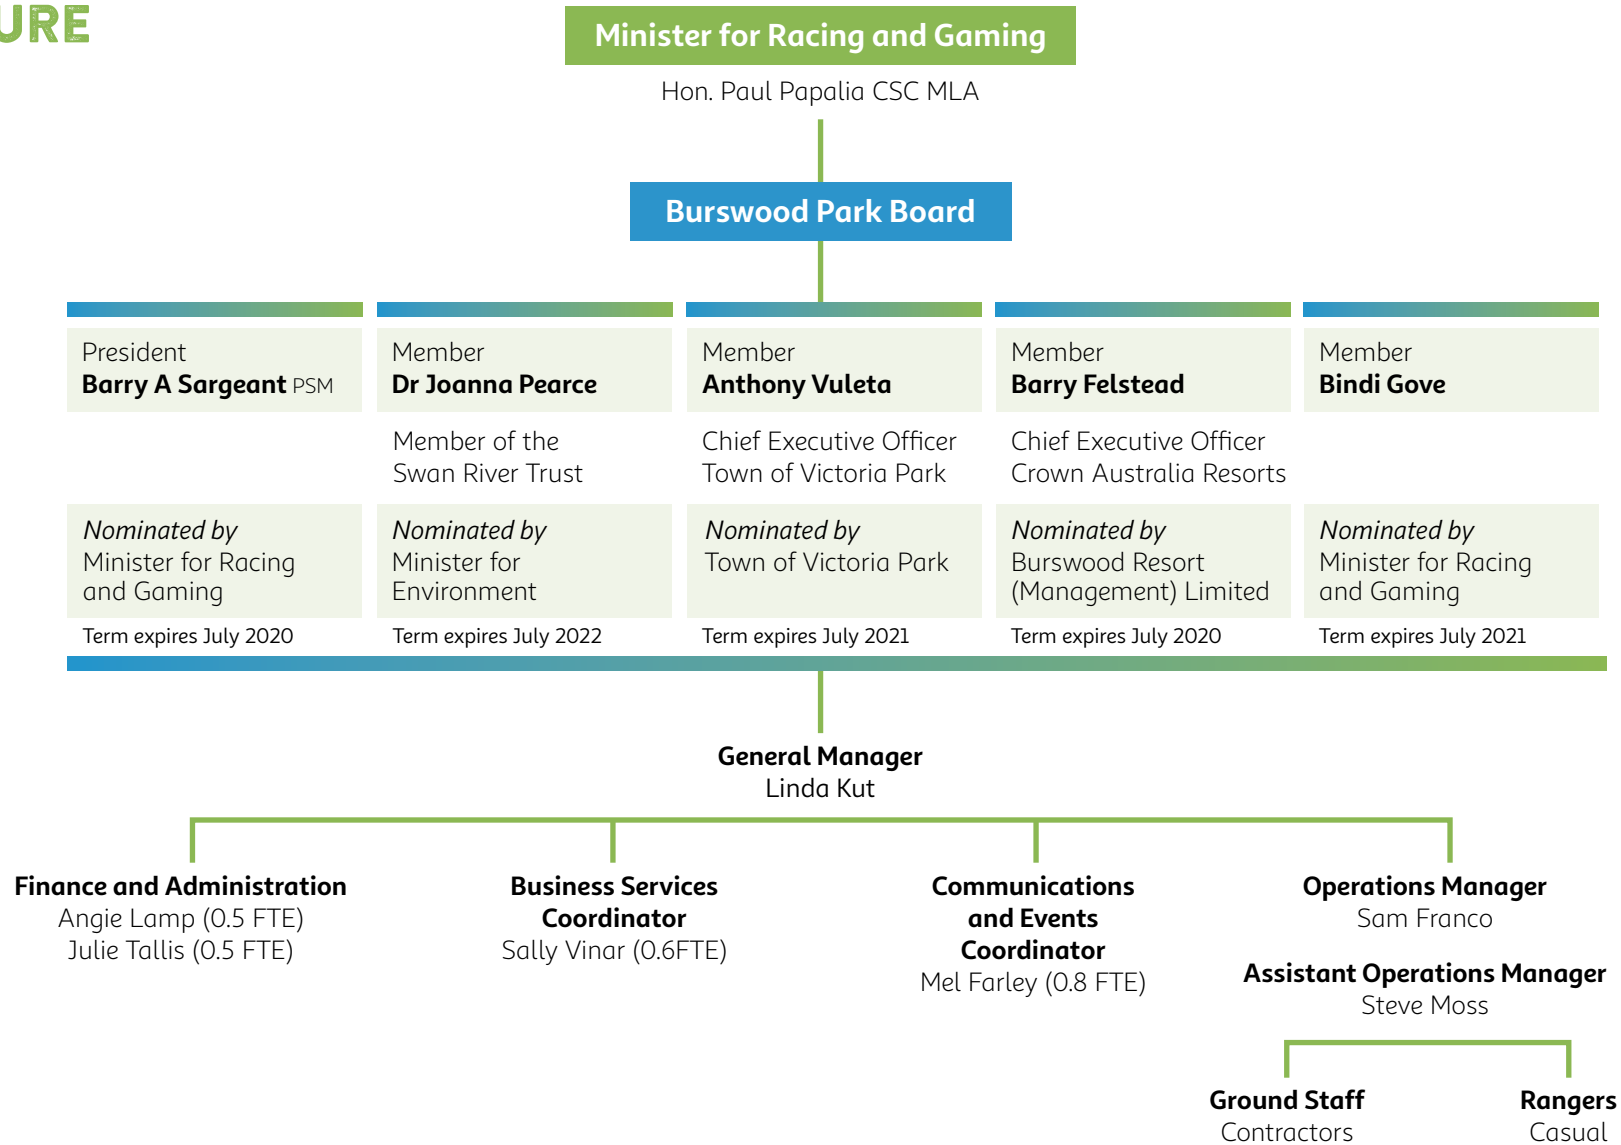 URE
Minister for Racing and Gaming
Hon. Paul Papalia CSC MLA
Burswood Park Board
President
Barry A Sargeant PSM
Nominated by
Minister for Racing
and Gaming
Term expires July 2020
Member
Dr Joanna Pearce
Member of the
Swan River Trust
Nominated by
Minister for
Environment
Term expires July 2022
Member
Anthony Vuleta
Chief Executive Officer
Town of Victoria Park
Nominated by
Town of Victoria Park
Term expires July 2021
Member
Barry Felstead
Chief Executive Officer
Crown Australia Resorts
Nominated by
Burswood Resort
(Management) Limited
Term expires July 2020
Member
Bindi Gove
Nominated by
Minister for Racing
and Gaming
Term expires July 2021
General Manager
Linda Kut
Finance and Administration
Angie Lamp (0.5 FTE)
Julie Tallis (0.5 FTE)
Business Services
Coordinator
Sally Vinar (0.6FTE)
Communications
and Events
Coordinator
Mel Farley (0.8 FTE)
Operations Manager
Sam Franco
Assistant Operations Manager
Steve Moss
Ground Staff
Contractors
Rangers
Casual